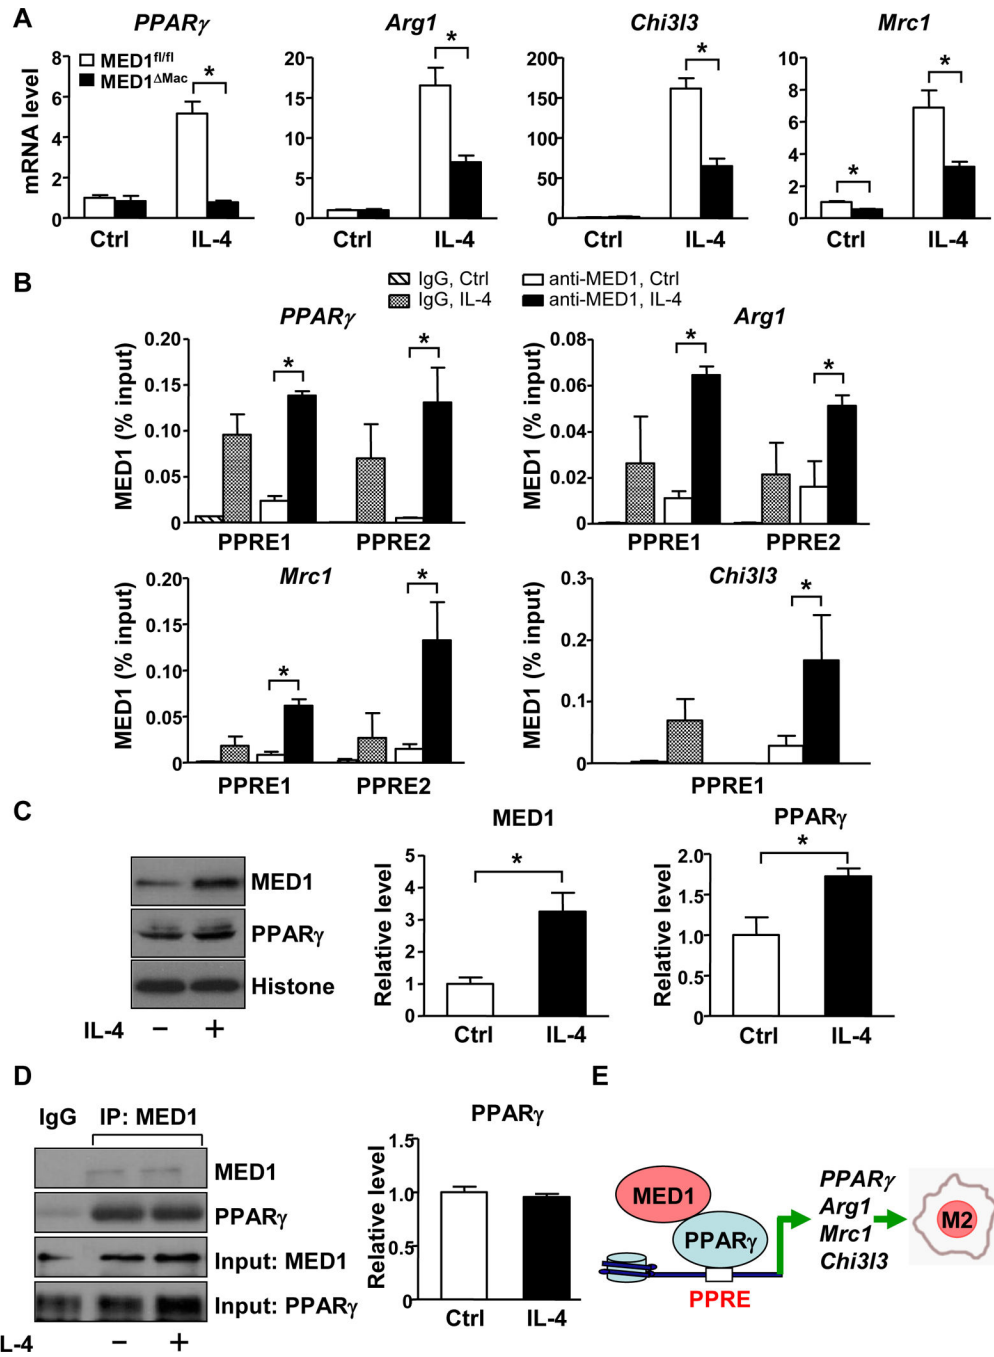 A
PPARγ
Arg1
Chi3l3
Mrc1
mRNA level
8
6
4
2
0
MED1fl/fl
MED1ΔMac
*
Ctrl
IL-4
20
15
10
5
0
*
Ctrl
IL-4
200
150
100
50
0
*
Ctrl
IL-4
10
8
6
4
2
0
*
*
Ctrl
IL-4
B
IgG, Ctrl
anti-MED1, Ctrl
IgG, IL-4
anti-MED1, IL-4
PPARγ
MED1 (% input)
0.20
0.15
0.10
0.05
0
*
*
PPRE1
PPRE2
Arg1
MED1 (% input)
0.08
0.06
0.04
0.02
0
*
*
PPRE1
PPRE2
Mrc1
MED1 (% input)
0.20
0.15
0.10
0.05
0
*
*
PPRE1
PPRE2
Chi3l3
MED1 (% input)
0.3
0.2
0.1
0
*
PPRE1
C
MED1
PPARγ
Histone
IL-4
−
+
MED1
Relative level
5
4
3
2
1
0
*
Ctrl
IL-4
PPARγ
Relative level
2.0
1.5
1.0
0.5
0
*
Ctrl
IL-4
D
IgG
IP: MED1
MED1
PPARγ
Input: MED1
Input: PPARγ
L-4
−
+
PPARγ
Relative level
1.5
1.0
0.5
0
Ctrl
IL-4
E
MED1
PPARγ
PPRE
PPARγ
Arg1
Mrc1
Chi3l3
M2